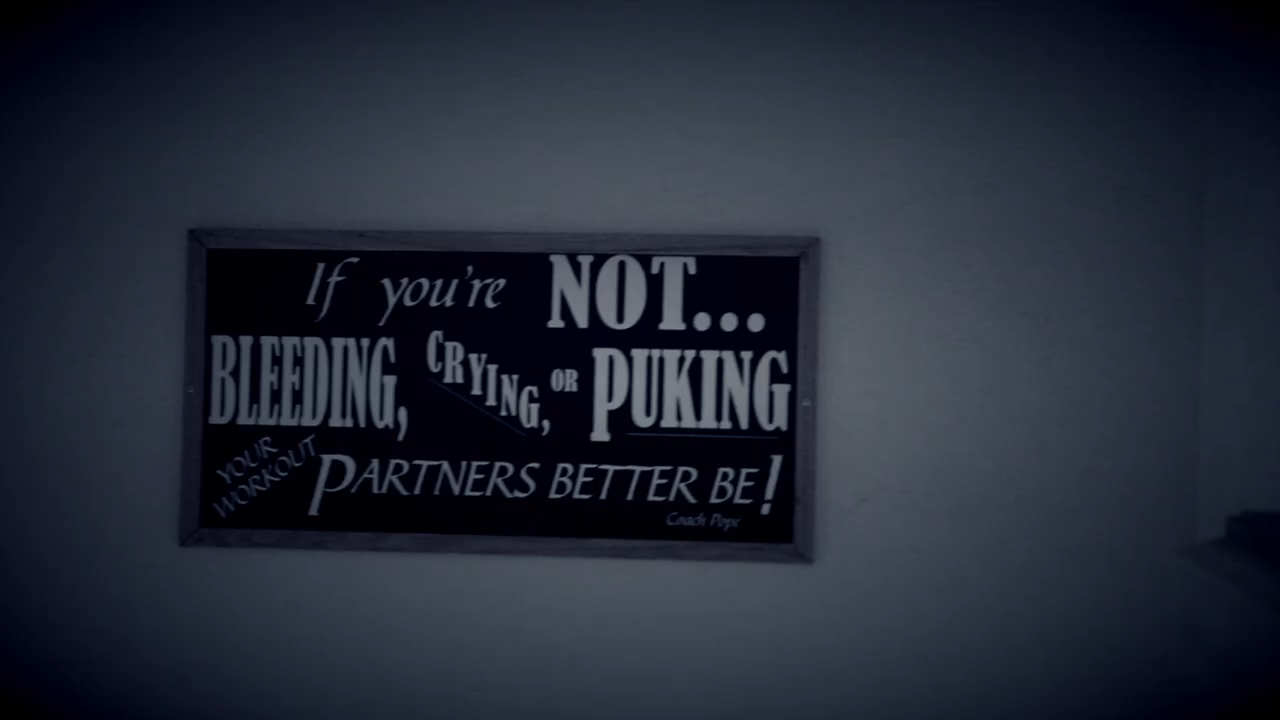 If you're NOT...
BLEEDING, CRYING, OR PUKING
YOUR WORKOUT PARTNERS BETTER BE!
Coach Pope